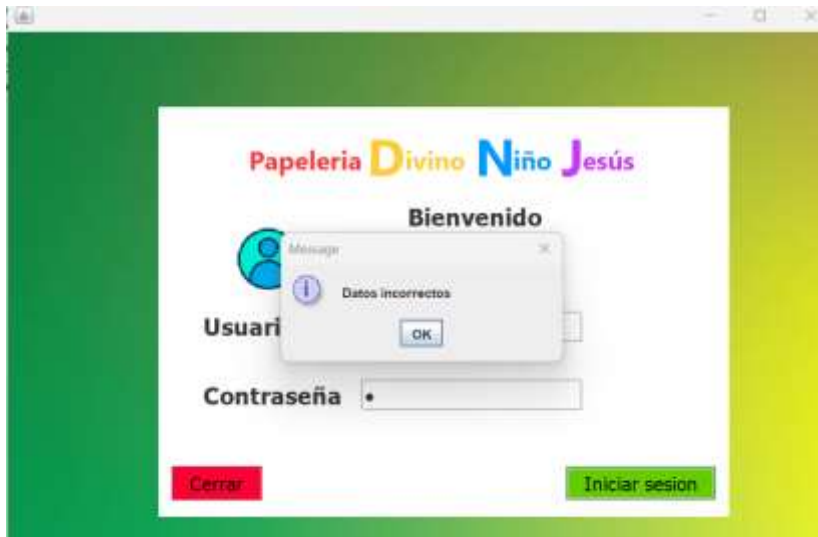 Papeleria Divino Niño Jesús
Bienvenido
Message
Datos incorrectos
OK
Usuari
Contraseña
Cerrar
Iniciar sesion